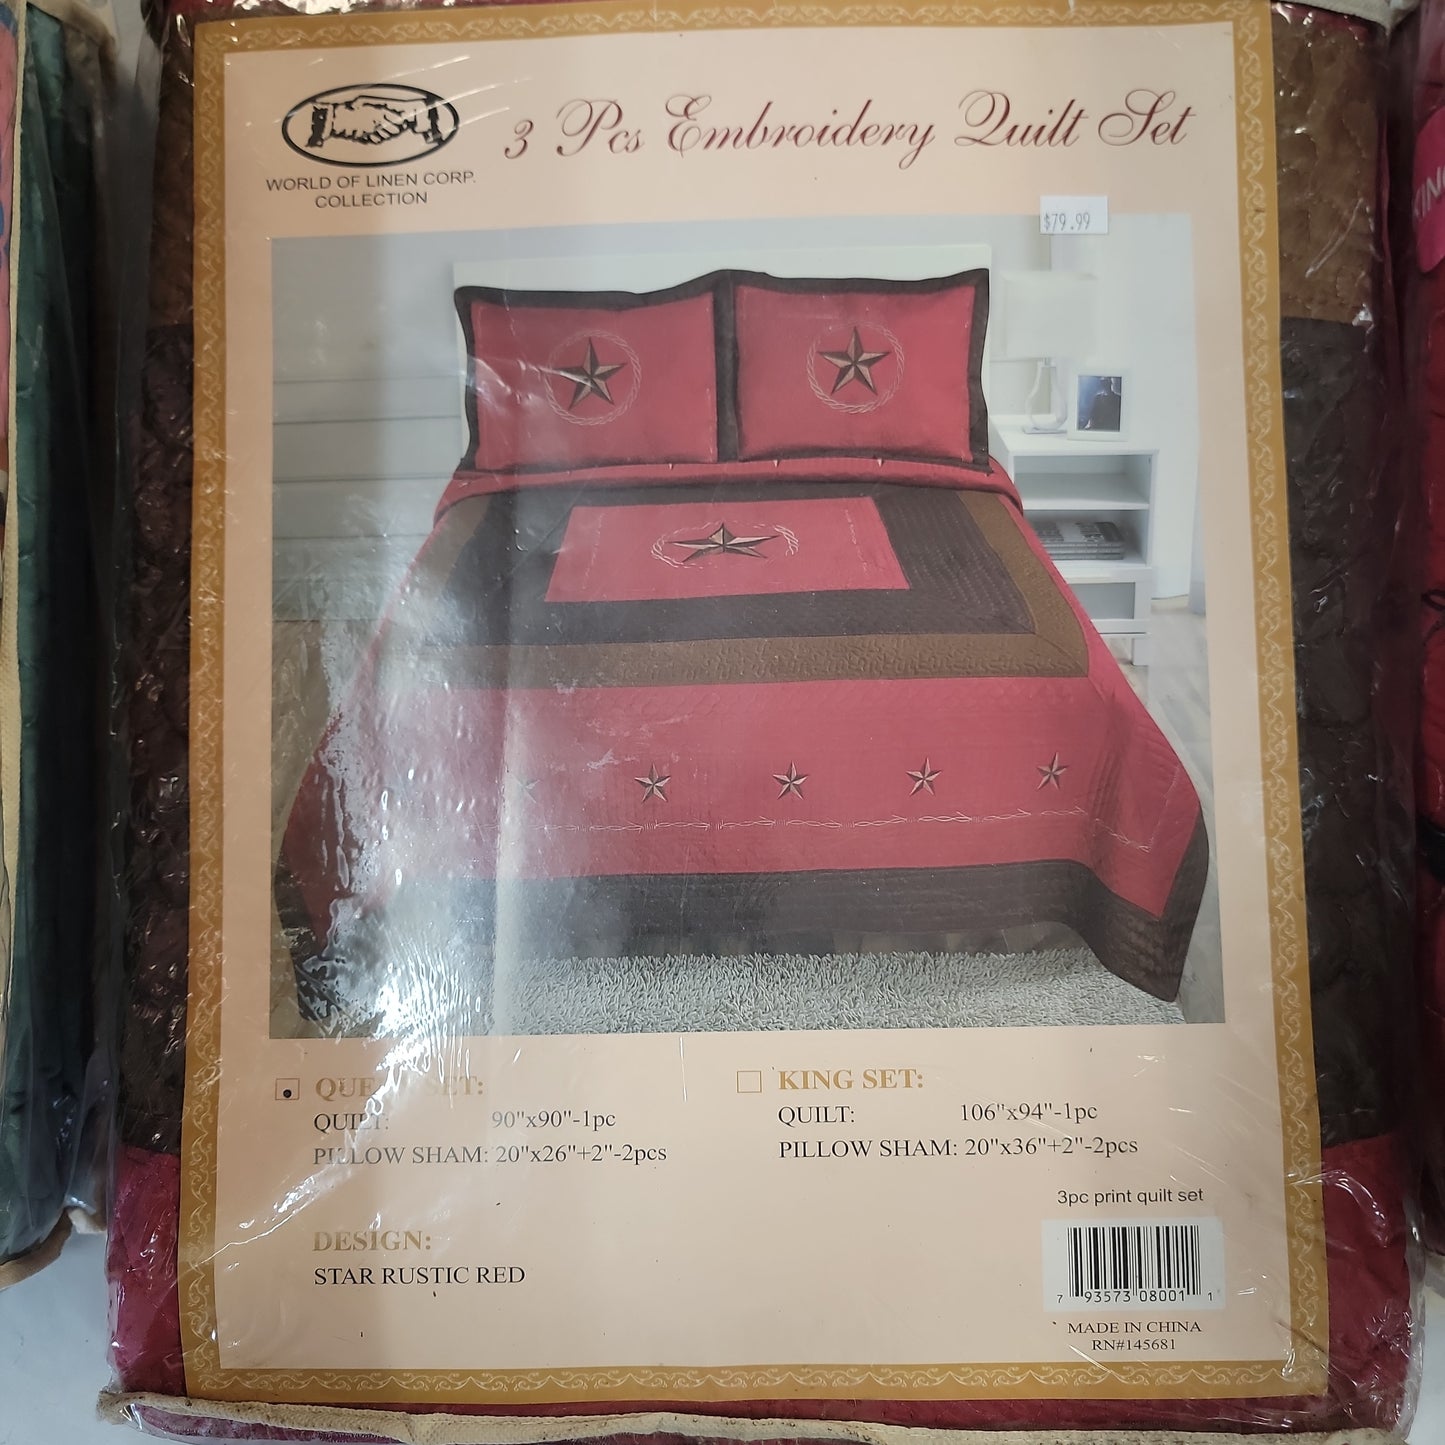 3 Pcs Embroidery Quilt Set
WORLD OF LINEN CORP.
COLLECTION
$79.99
SET:
QUILT: 90"x90"-1pc
PILLOW SHAM: 20"x26"+2"-2pcs
KING SET:
QUILT: 106"x94"-1pc
PILLOW SHAM: 20"x36"+2"-2pcs
DESIGN:
STAR RUSTIC RED
3pc print quilt set
7 93573 08001 1
MADE IN CHINA
RN#145681